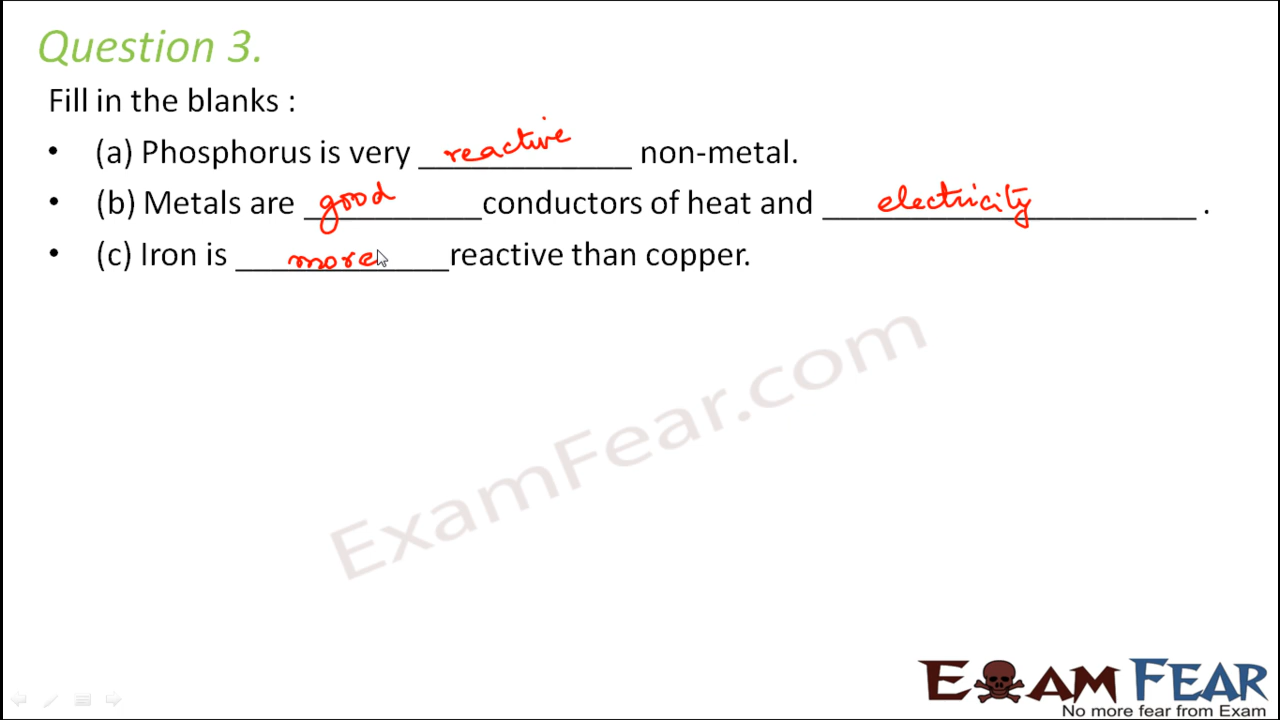 Question 3.
Fill in the blanks :
• (a) Phosphorus is very reactive non-metal.
• (b) Metals are good conductors of heat and electricity .
• (c) Iron is more reactive than copper.
ExamFear.com
EXAM FEAR
No more fear from Exam